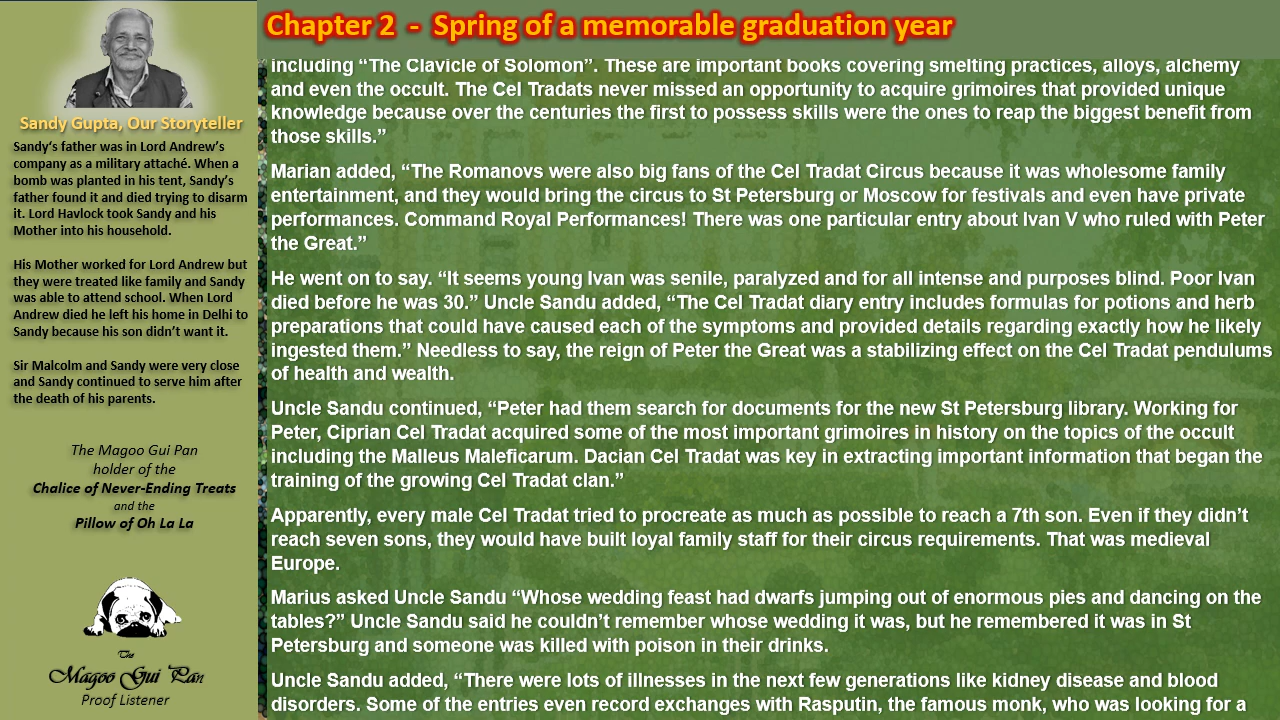 Chapter 2 - Spring of a memorable graduation year
Sandy Gupta, Our Storyteller
Sandy‘s father was in Lord Andrew’s
company as a military attaché. When a
bomb was planted in his tent, Sandy’s
father found it and died trying to disarm
it. Lord Havlock took Sandy and his
Mother into his household.
His Mother worked for Lord Andrew but
they were treated like family and Sandy
was able to attend school. When Lord
Andrew died he left his home in Delhi to
Sandy because his son didn’t want it.
Sir Malcolm and Sandy were very close
and Sandy continued to serve him after
the death of his parents.
The Magoo Gui Pan
holder of the
Chalice of Never-Ending Treats
and the
Pillow of Oh La La
The
Magoo Gui Pan
Proof Listener
including “The Clavicle of Solomon”. These are important books covering smelting practices, alloys, alchemy
and even the occult. The Cel Tradats never missed an opportunity to acquire grimoires that provided unique
knowledge because over the centuries the first to possess skills were the ones to reap the biggest benefit from
those skills.”
Marian added, “The Romanovs were also big fans of the Cel Tradat Circus because it was wholesome family
entertainment, and they would bring the circus to St Petersburg or Moscow for festivals and even have private
performances. Command Royal Performances! There was one particular entry about Ivan V who ruled with Peter
the Great.”
He went on to say. “It seems young Ivan was senile, paralyzed and for all intense and purposes blind. Poor Ivan
died before he was 30.” Uncle Sandu added, “The Cel Tradat diary entry includes formulas for potions and herb
preparations that could have caused each of the symptoms and provided details regarding exactly how he likely
ingested them.” Needless to say, the reign of Peter the Great was a stabilizing effect on the Cel Tradat pendulums
of health and wealth.
Uncle Sandu continued, “Peter had them search for documents for the new St Petersburg library. Working for
Peter, Ciprian Cel Tradat acquired some of the most important grimoires in history on the topics of the occult
including the Malleus Maleficarum. Dacian Cel Tradat was key in extracting important information that began the
training of the growing Cel Tradat clan.”
Apparently, every male Cel Tradat tried to procreate as much as possible to reach a 7th son. Even if they didn’t
reach seven sons, they would have built loyal family staff for their circus requirements. That was medieval
Europe.
Marius asked Uncle Sandu “Whose wedding feast had dwarfs jumping out of enormous pies and dancing on the
tables?” Uncle Sandu said he couldn’t remember whose wedding it was, but he remembered it was in St
Petersburg and someone was killed with poison in their drinks.
Uncle Sandu added, “There were lots of illnesses in the next few generations like kidney disease and blood
disorders. Some of the entries even record exchanges with Rasputin, the famous monk, who was looking for a